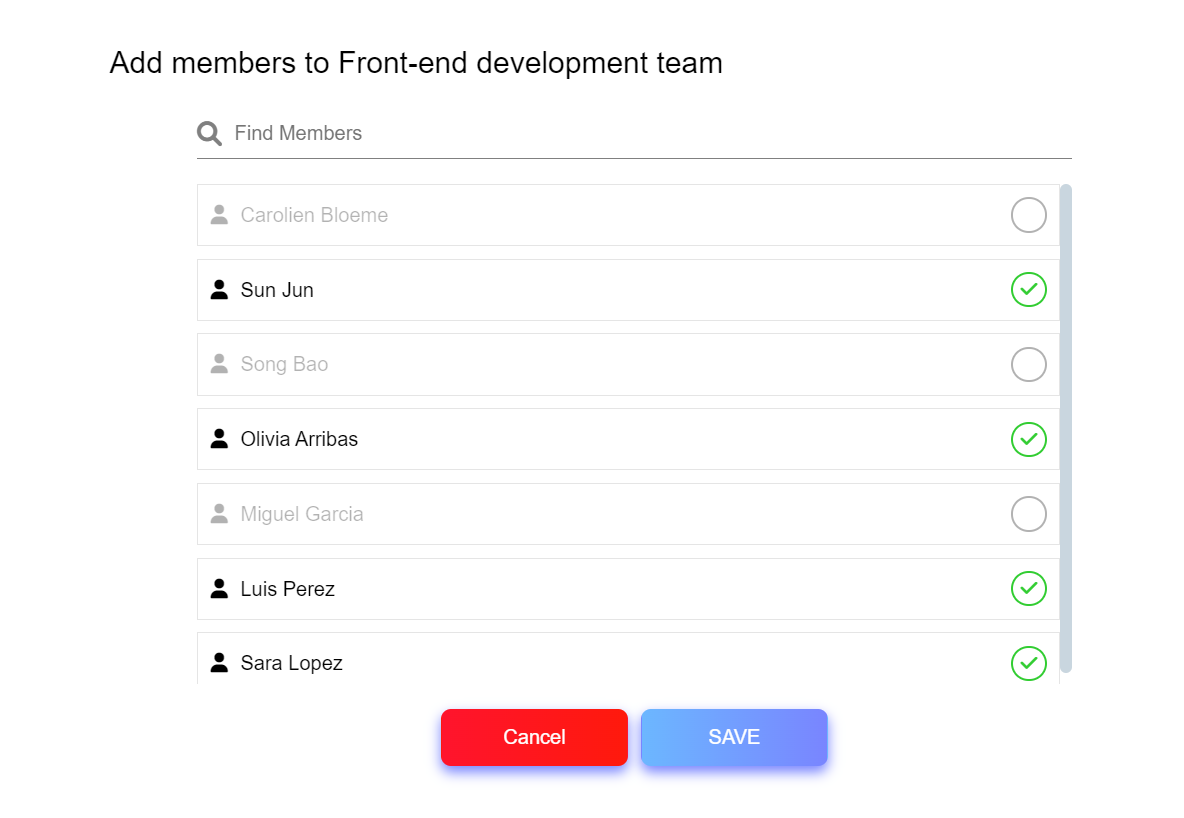 Add members to Front-end development team
Find Members
Carolien Bloeme
Sun Jun
Song Bao
Olivia Arribas
Miguel Garcia
Luis Perez
Sara Lopez
Cancel
SAVE